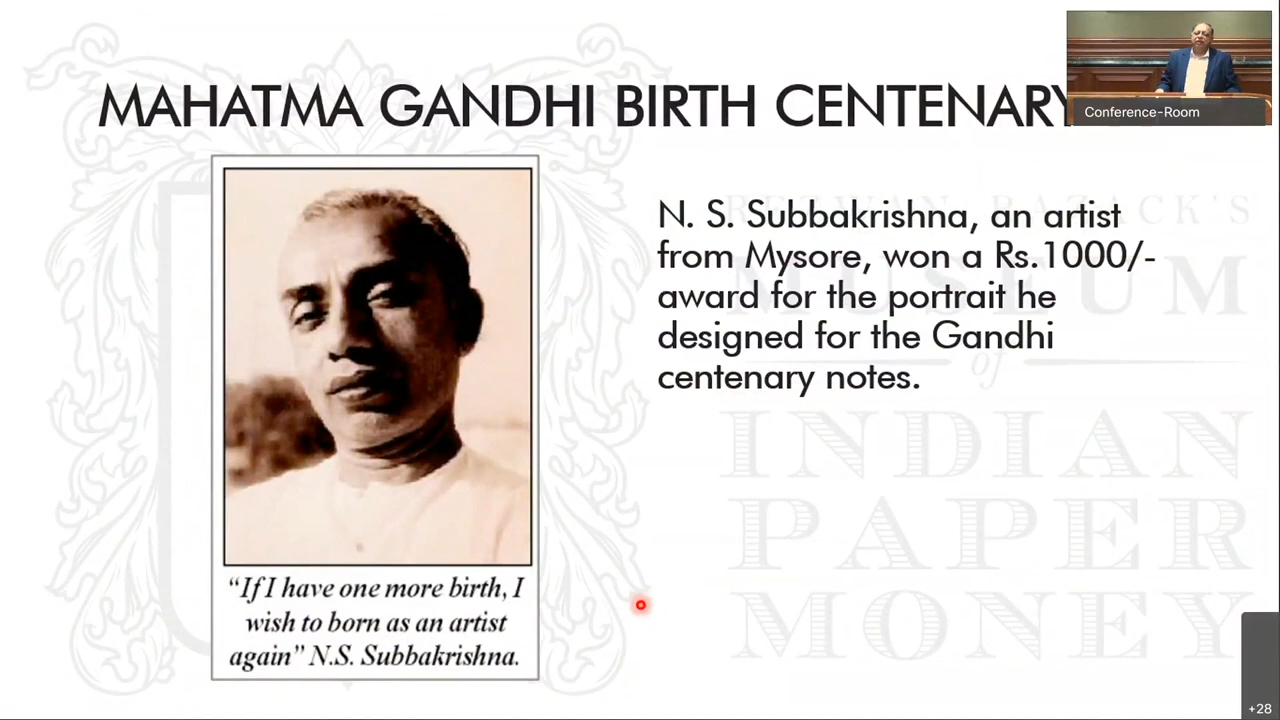 MAHATMA GANDHI BIRTH CENTENARY
Conference-Room
N. S. Subbakrishna, an artist
from Mysore, won a Rs.1000/-
award for the portrait he
designed for the Gandhi
centenary notes.
“If I have one more birth, I
wish to born as an artist
again” N.S. Subbakrishna.
MUSEUM
of
INDIAN
PAPER
MONEY
+28